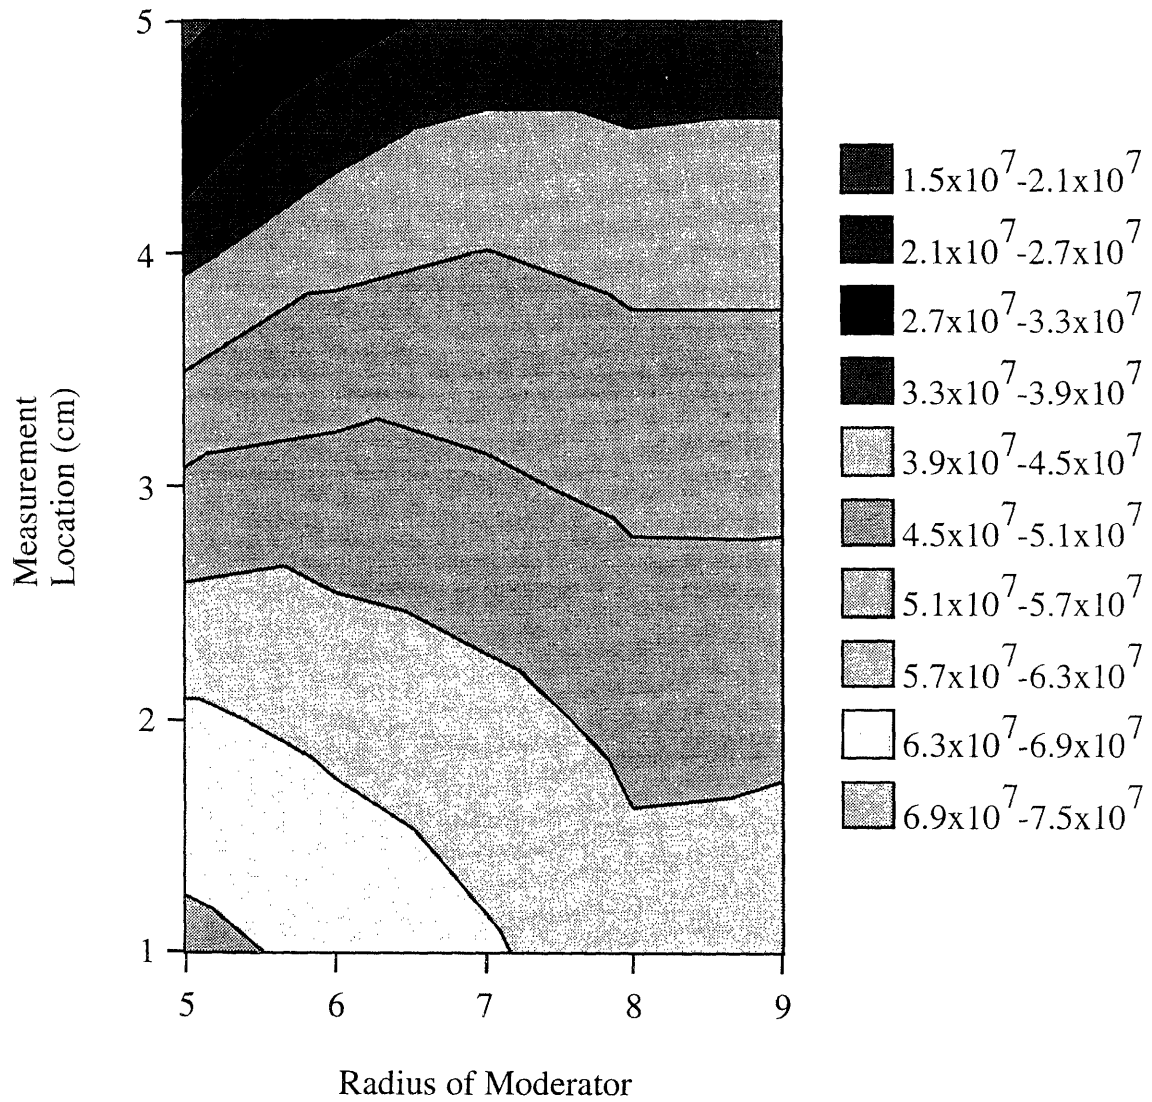 5
4
3
2
1
Measurement
Location (cm)
5 6 7 8 9
Radius of Moderator
1.5x10^7-2.1x10^7
2.1x10^7-2.7x10^7
2.7x10^7-3.3x10^7
3.3x10^7-3.9x10^7
3.9x10^7-4.5x10^7
4.5x10^7-5.1x10^7
5.1x10^7-5.7x10^7
5.7x10^7-6.3x10^7
6.3x10^7-6.9x10^7
6.9x10^7-7.5x10^7